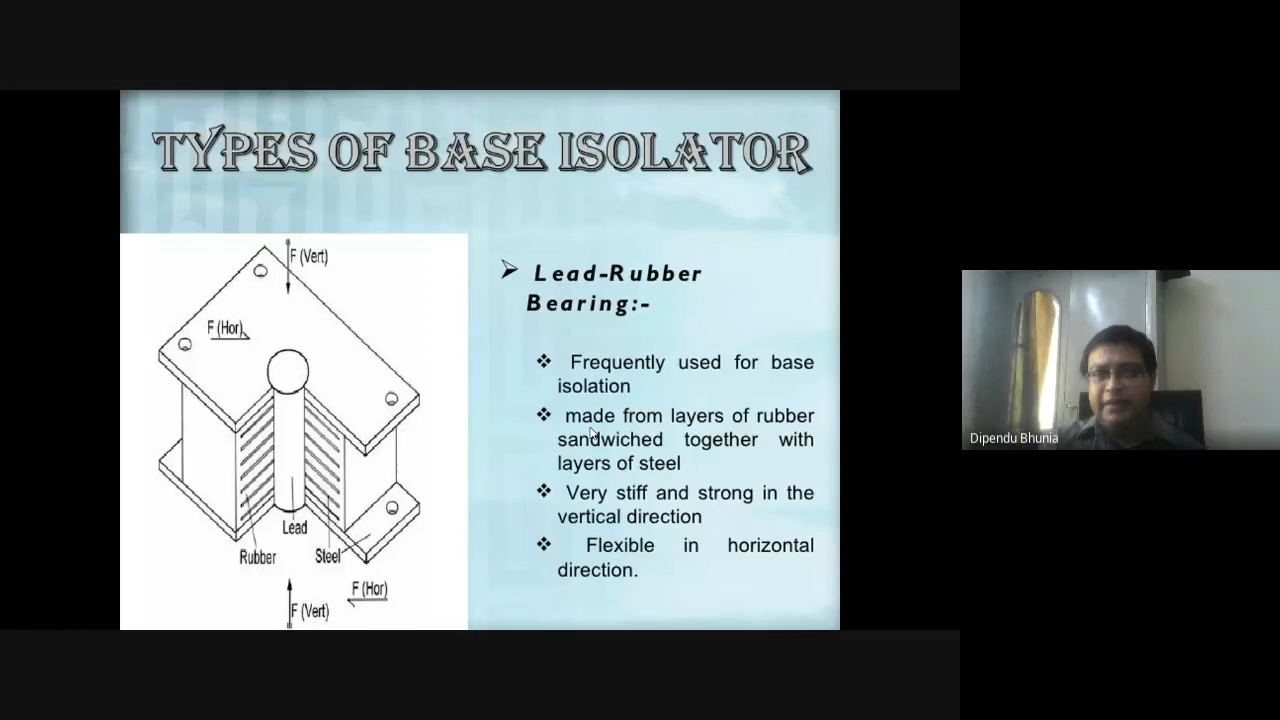 TYPES OF BASE ISOLATOR
F (Vert)
F (Hor)
Lead
Rubber
Steel
F (Hor)
F (Vert)
Lead-Rubber
Bearing:-
Frequently used for base
isolation
made from layers of rubber
sandwiched together with
layers of steel
Very stiff and strong in the
vertical direction
Flexible in horizontal
direction.
Dipendu Bhunia